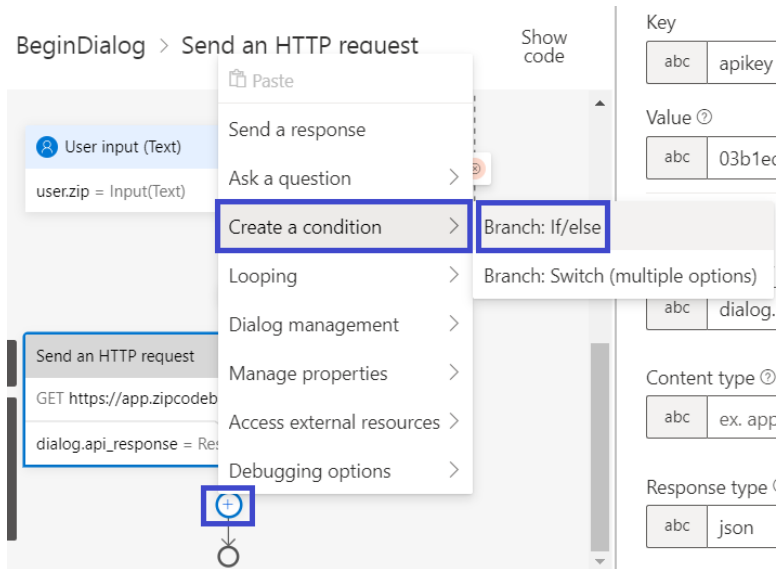 BeginDialog > Send an HTTP request
Show code
Paste
Send a response
Ask a question
Create a condition
Looping
Dialog management
Manage properties
Access external resources
Debugging options
Branch: If/else
Branch: Switch (multiple options)
User input (Text)
user.zip = Input(Text)
Send an HTTP request
GET https://app.zipcodeb
dialog.api_response = Res
Key
abc apikey
Value
abc 03b1ec
abc dialog.
Content type
abc ex. app
Response type
abc json